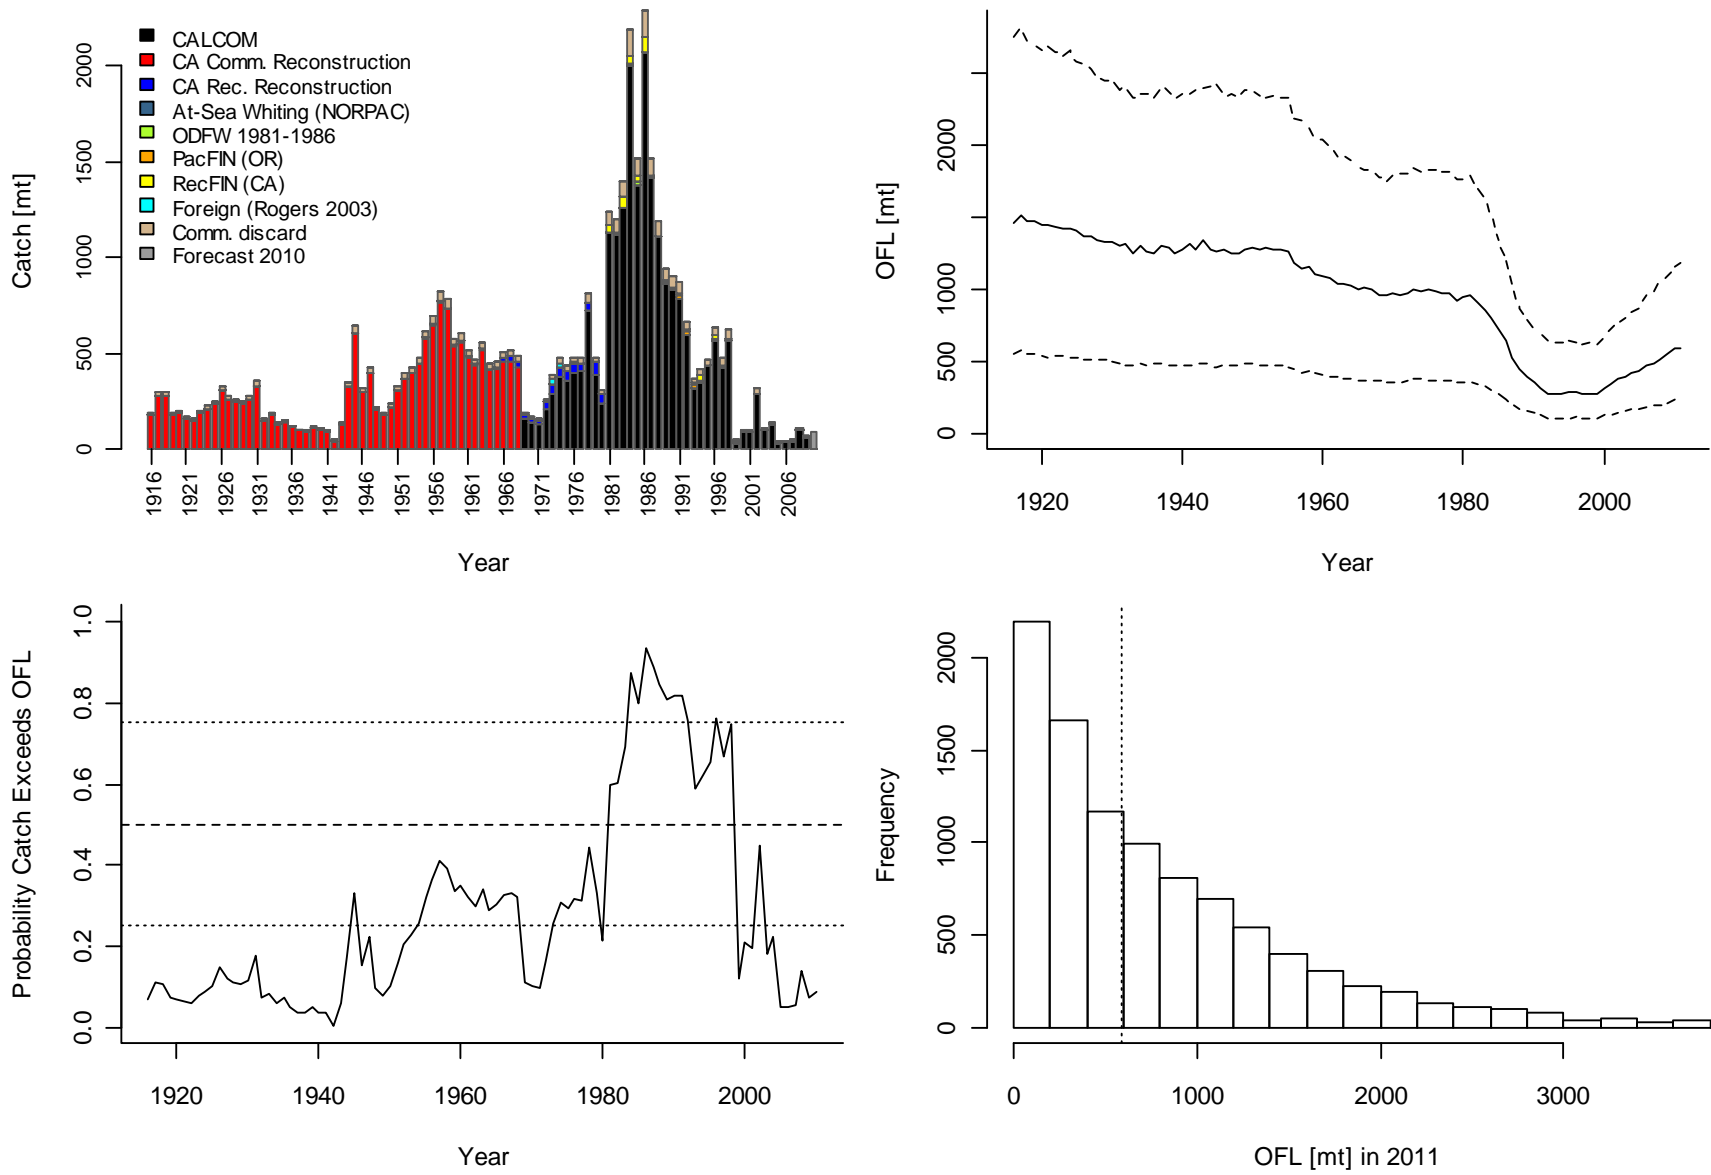 CALCOM
CA Comm. Reconstruction
CA Rec. Reconstruction
At-Sea Whiting (NORPAC)
ODFW 1981-1986
PacFIN (OR)
RecFIN (CA)
Foreign (Rogers 2003)
Comm. discard
Forecast 2010
Catch [mt]
0 500 1000 1500 2000
1916 1921 1926 1931 1936 1941 1946 1951 1956 1961 1966 1971 1976 1981 1986 1991 1996 2001 2006
Year
OFL [mt]
0 500 1000 2000
1920 1940 1960 1980 2000
Year
Probability Catch Exceeds OFL
0.0 0.2 0.4 0.6 0.8 1.0
1920 1940 1960 1980 2000
Year
Frequency
0 500 1000 1500 2000
0 1000 2000 3000
OFL [mt] in 2011